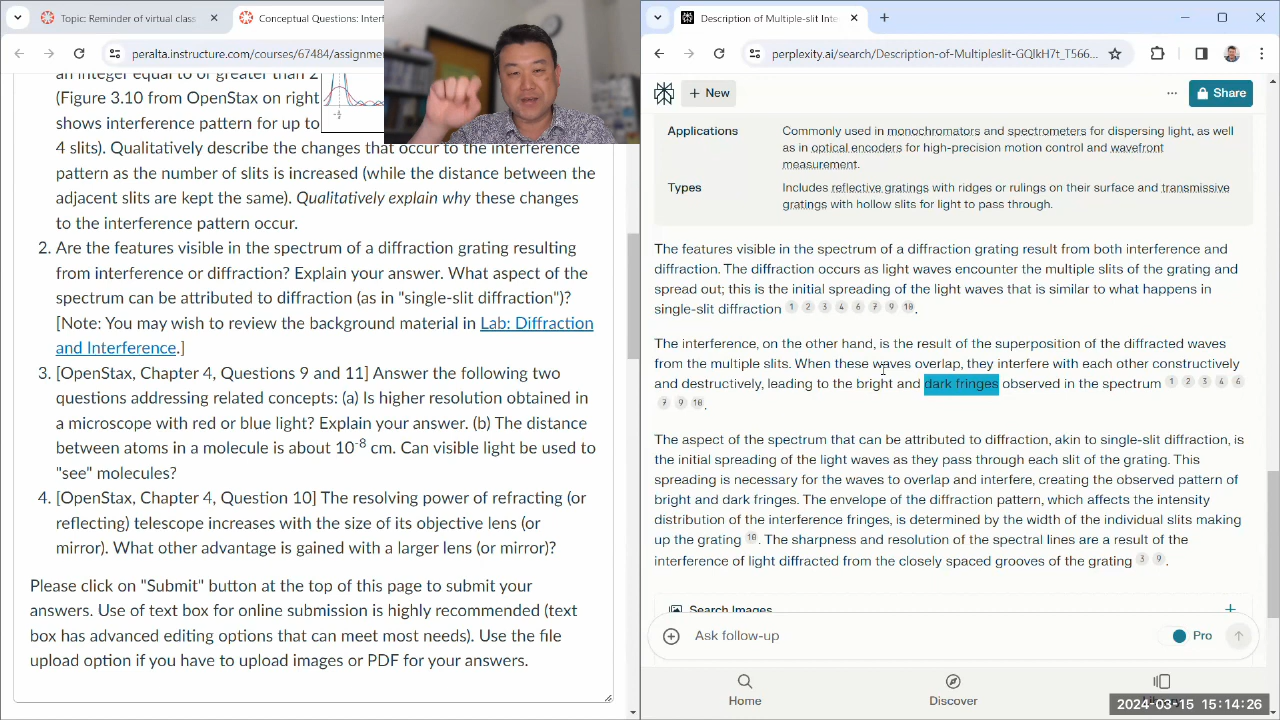 Topic: Reminder of virtual class
Conceptual Questions: Interf
peralta.instructure.com/courses/67484/assignme
an integer equal to or greater than 2
(Figure 3.10 from OpenStax on right
shows interference pattern for up to
4 slits). Qualitatively describe the changes that occur to the interference
pattern as the number of slits is increased (while the distance between the
adjacent slits are kept the same). Qualitatively explain why these changes
to the interference pattern occur.
2. Are the features visible in the spectrum of a diffraction grating resulting
from interference or diffraction? Explain your answer. What aspect of the
spectrum can be attributed to diffraction (as in "single-slit diffraction")?
[Note: You may wish to review the background material in Lab: Diffraction
and Interference.]
3. [OpenStax, Chapter 4, Questions 9 and 11] Answer the following two
questions addressing related concepts: (a) Is higher resolution obtained in
a microscope with red or blue light? Explain your answer. (b) The distance
between atoms in a molecule is about 10-8 cm. Can visible light be used to
"see" molecules?
4. [OpenStax, Chapter 4, Question 10] The resolving power of refracting (or
reflecting) telescope increases with the size of its objective lens (or
mirror). What other advantage is gained with a larger lens (or mirror)?
Please click on "Submit" button at the top of this page to submit your
answers. Use of text box for online submission is highly recommended (text
box has advanced editing options that can meet most needs). Use the file
upload option if you have to upload images or PDF for your answers.
Description of Multiple-slit Inte
perplexity.ai/search/Description-of-Multipleslit-GQIkH7t_T566...
New
Share
Applications
Commonly used in monochromators and spectrometers for dispersing light, as well
as in optical encoders for high-precision motion control and wavefront
measurement.
Types
Includes reflective gratings with ridges or rulings on their surface and transmissive
gratings with hollow slits for light to pass through.
The features visible in the spectrum of a diffraction grating result from both interference and
diffraction. The diffraction occurs as light waves encounter the multiple slits of the grating and
spread out; this is the initial spreading of the light waves that is similar to what happens in
single-slit diffraction 1 2 3 4 6 7 9 10.
The interference, on the other hand, is the result of the superposition of the diffracted waves
from the multiple slits. When these waves overlap, they interfere with each other constructively
and destructively, leading to the bright and dark fringes observed in the spectrum 1 2 3 4 6
7 9 10.
The aspect of the spectrum that can be attributed to diffraction, akin to single-slit diffraction, is
the initial spreading of the light waves as they pass through each slit of the grating. This
spreading is necessary for the waves to overlap and interfere, creating the observed pattern of
bright and dark fringes. The envelope of the diffraction pattern, which affects the intensity
distribution of the interference fringes, is determined by the width of the individual slits making
up the grating 10. The sharpness and resolution of the spectral lines are a result of the
interference of light diffracted from the closely spaced grooves of the grating 3 9.
Search Images
Ask follow-up
Pro
Home
Discover
2024-03-15 15:14:26